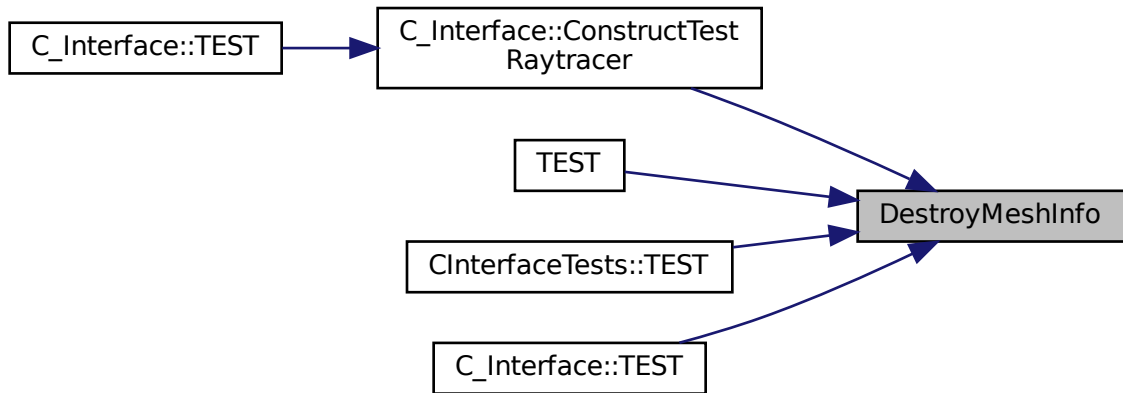 C_Interface::TEST
C_Interface::ConstructTest
Raytracer
TEST
DestroyMeshInfo
CInterfaceTests::TEST
C_Interface::TEST